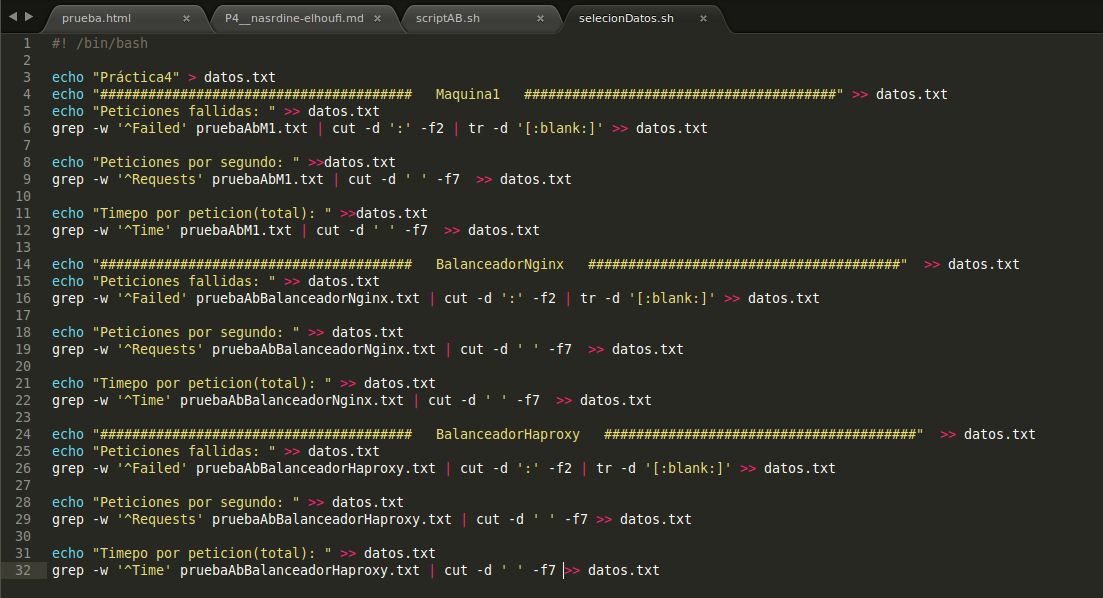 prueba.html × P4__nasrdine-elhoufi.md × scriptAB.sh × selecionDatos.sh ×
1 #! /bin/bash
2
3 echo "Práctica4" > datos.txt
4 echo "####################################### Maquina1 #######################################" >> datos.txt
5 echo "Peticiones fallidas: " >> datos.txt
6 grep -w '^Failed' pruebaAbM1.txt | cut -d ':' -f2 | tr -d '[:blank:]' >> datos.txt
7
8 echo "Peticiones por segundo: " >>datos.txt
9 grep -w '^Requests' pruebaAbM1.txt | cut -d ' ' -f7 >> datos.txt
10
11 echo "Timepo por peticion(total): " >>datos.txt
12 grep -w '^Time' pruebaAbM1.txt | cut -d ' ' -f7 >> datos.txt
13
14 echo "####################################### BalanceadorNginx #######################################" >> datos.txt
15 echo "Peticiones fallidas: " >> datos.txt
16 grep -w '^Failed' pruebaAbBalanceadorNginx.txt | cut -d ':' -f2 | tr -d '[:blank:]' >> datos.txt
17
18 echo "Peticiones por segundo: " >> datos.txt
19 grep -w '^Requests' pruebaAbBalanceadorNginx.txt | cut -d ' ' -f7 >> datos.txt
20
21 echo "Timepo por peticion(total): " >> datos.txt
22 grep -w '^Time' pruebaAbBalanceadorNginx.txt | cut -d ' ' -f7 >> datos.txt
23
24 echo "####################################### BalanceadorHaproxy #######################################" >> datos.txt
25 echo "Peticiones fallidas: " >> datos.txt
26 grep -w '^Failed' pruebaAbBalanceadorHaproxy.txt | cut -d ':' -f2 | tr -d '[:blank:]' >> datos.txt
27
28 echo "Peticiones por segundo: " >> datos.txt
29 grep -w '^Requests' pruebaAbBalanceadorHaproxy.txt | cut -d ' ' -f7 >> datos.txt
30
31 echo "Timepo por peticion(total): " >> datos.txt
32 grep -w '^Time' pruebaAbBalanceadorHaproxy.txt | cut -d ' ' -f7 >> datos.txt